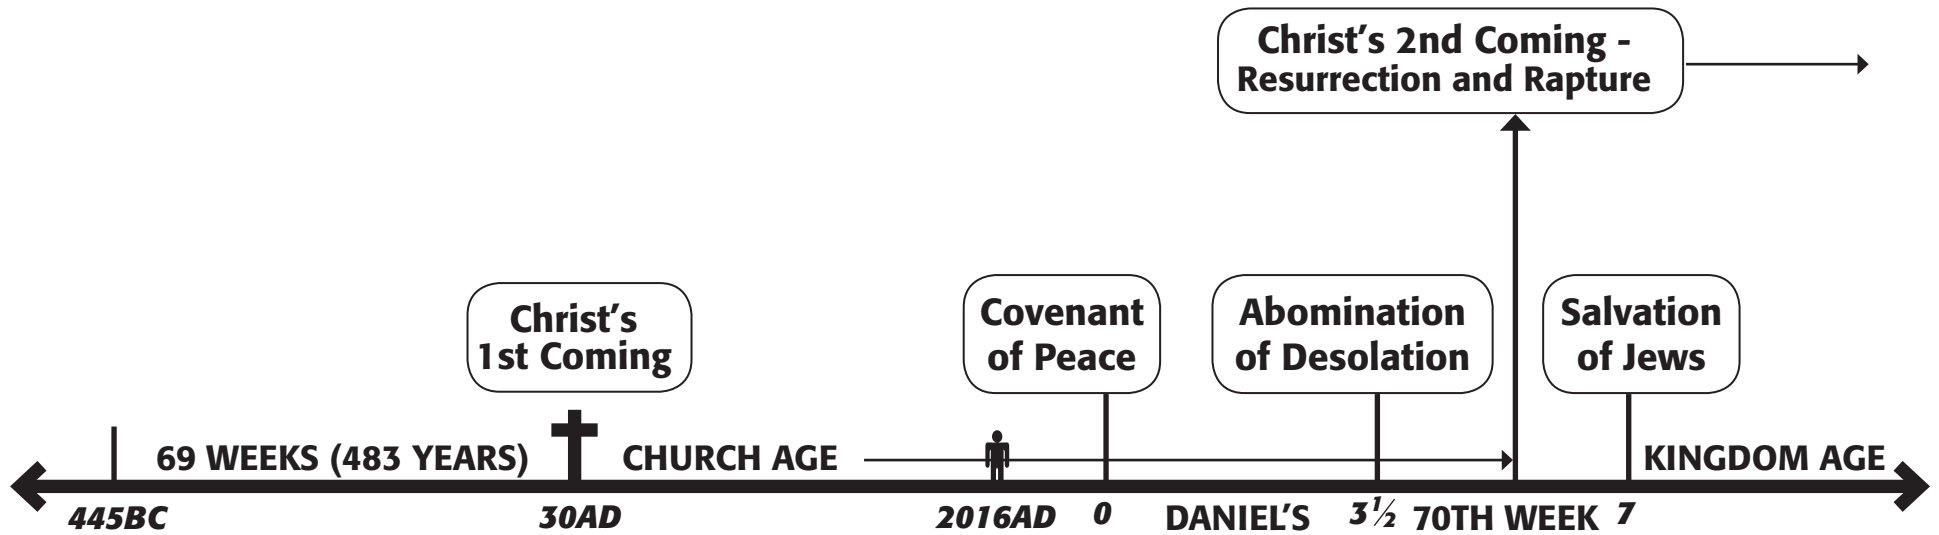 Christ's 2nd Coming -
Resurrection and Rapture
Christ's
1st Coming
Covenant
of Peace
Abomination
of Desolation
Salvation
of Jews
69 WEEKS (483 YEARS)
CHURCH AGE
KINGDOM AGE
445BC
30AD
2016AD
0
DANIEL'S
3½
70TH WEEK
7